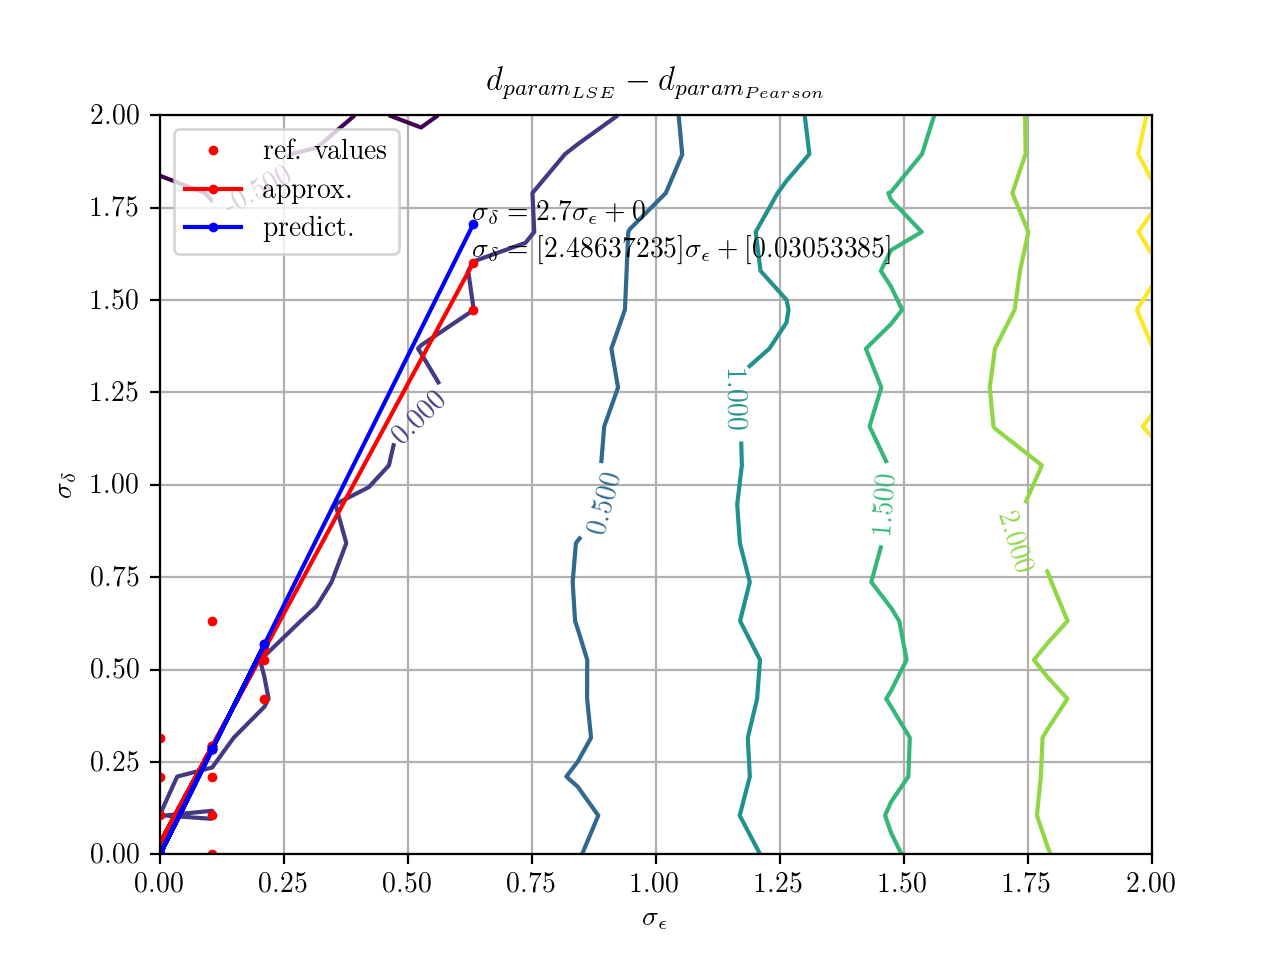 d_{param_{LSE}} − d_{param_{Pearson}}
2.00
1.75
1.50
1.25
1.00
0.75
0.50
0.25
0.00
σ_δ
ref. values
approx.
predict.
-0.500
σ_δ = 2.7σ_ϵ + 0
σ_δ = [2.48637235]σ_ϵ + [0.03053385]
0.000
0.500
1.000
1.500
2.000
0.00 0.25 0.50 0.75 1.00 1.25 1.50 1.75 2.00
σ_ϵ